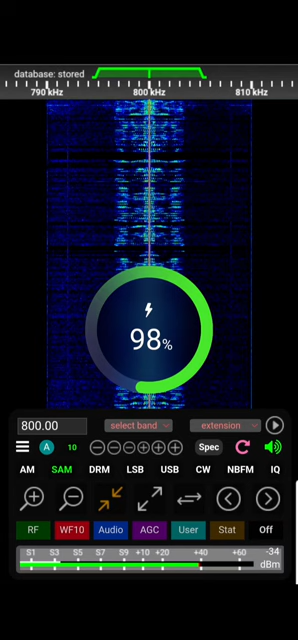 database: stored
790 kHz 800 kHz 810 kHz
98%
800.00 select band extension
A 10 Spec
AM SAM DRM LSB USB CW NBFM IQ
RF WF10 Audio AGC User Stat Off
S1 S3 S5 S7 S9 +10 +20 +40 +60 -34
dBm